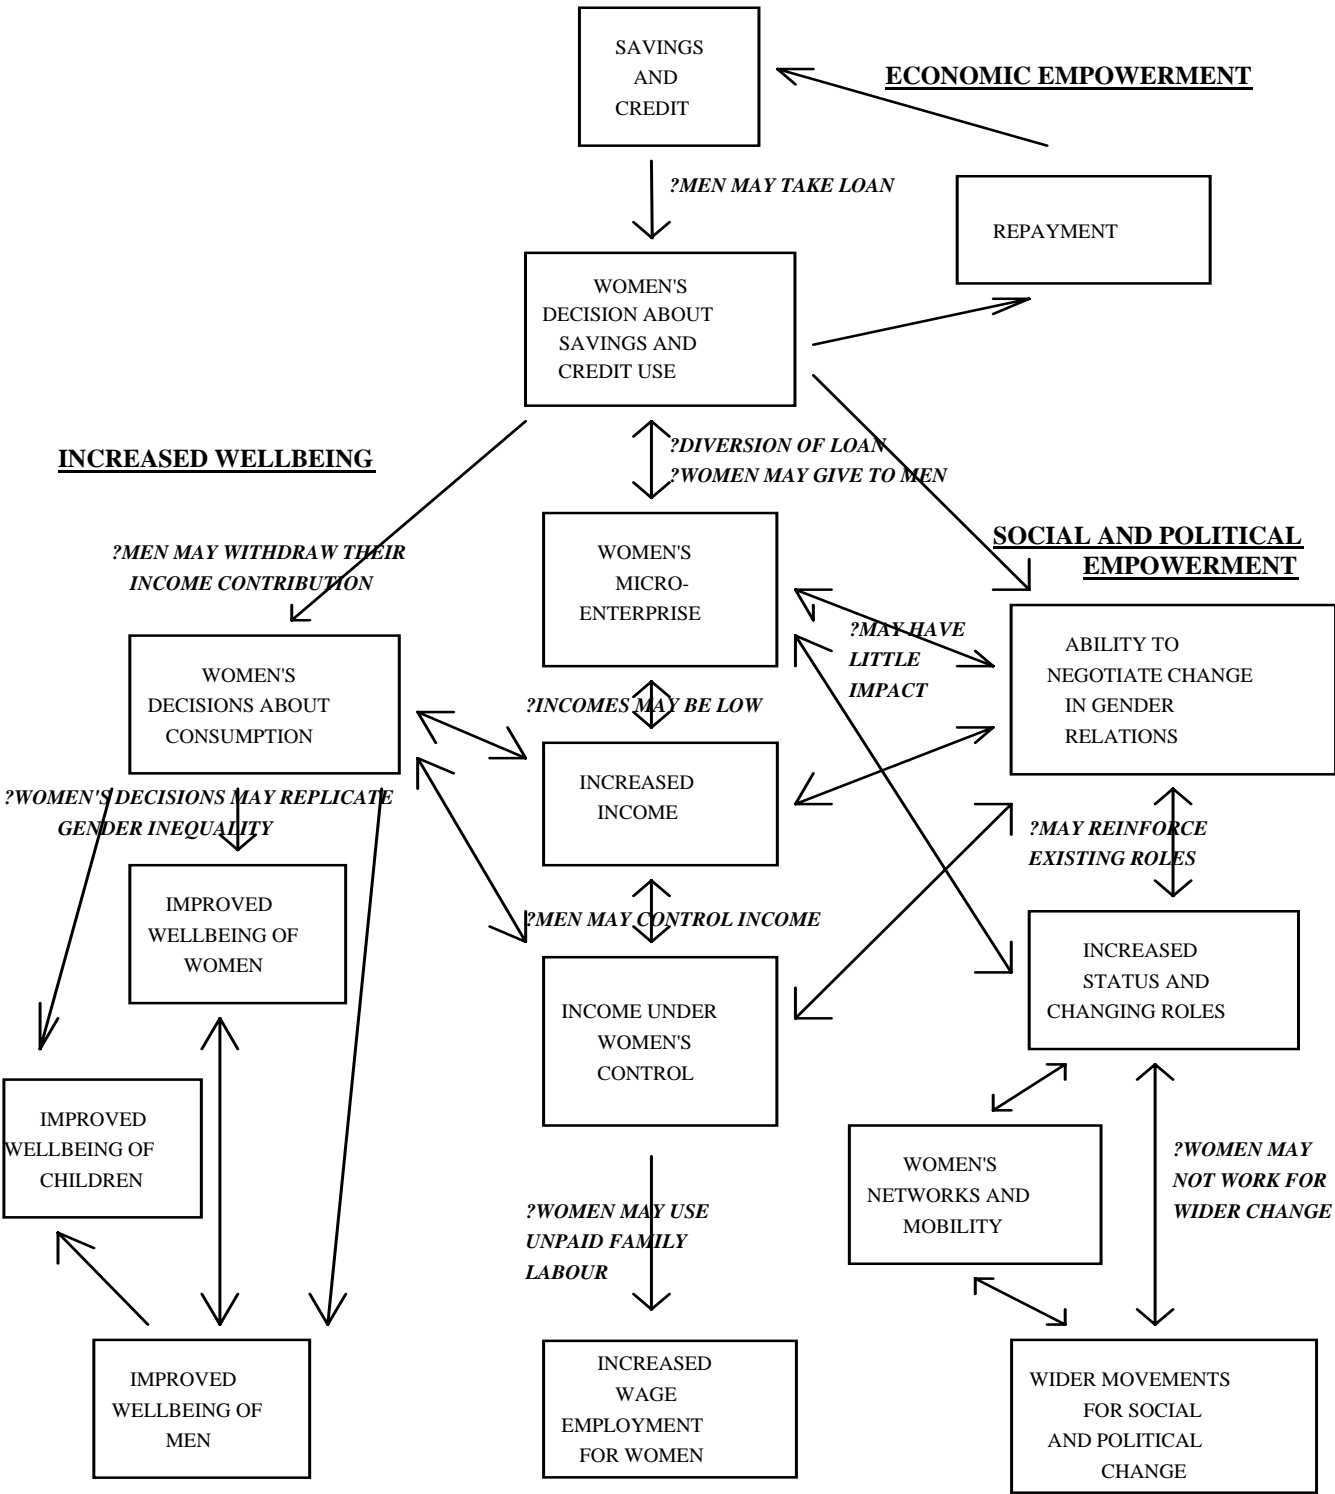 SAVINGS
AND
CREDIT
ECONOMIC EMPOWERMENT
?MEN MAY TAKE LOAN
REPAYMENT
WOMEN'S
DECISION ABOUT
SAVINGS AND
CREDIT USE
INCREASED WELLBEING
?DIVERSION OF LOAN
?WOMEN MAY GIVE TO MEN
SOCIAL AND POLITICAL
EMPOWERMENT
?MEN MAY WITHDRAW THEIR
INCOME CONTRIBUTION
WOMEN'S
MICRO-
ENTERPRISE
?MAY HAVE
LITTLE
IMPACT
ABILITY TO
NEGOTIATE CHANGE
IN GENDER
RELATIONS
WOMEN'S
DECISIONS ABOUT
CONSUMPTION
?INCOMES MAY BE LOW
INCREASED
INCOME
?WOMEN'S DECISIONS MAY REPLICATE
GENDER INEQUALITY
?MAY REINFORCE
EXISTING ROLES
IMPROVED
WELLBEING OF
WOMEN
?MEN MAY CONTROL INCOME
INCREASED
STATUS AND
CHANGING ROLES
INCOME UNDER
WOMEN'S
CONTROL
IMPROVED
WELLBEING OF
CHILDREN
WOMEN'S
NETWORKS AND
MOBILITY
?WOMEN MAY
NOT WORK FOR
WIDER CHANGE
?WOMEN MAY USE
UNPAID FAMILY
LABOUR
IMPROVED
WELLBEING OF
MEN
INCREASED
WAGE
EMPLOYMENT
FOR WOMEN
WIDER MOVEMENTS
FOR SOCIAL
AND POLITICAL
CHANGE